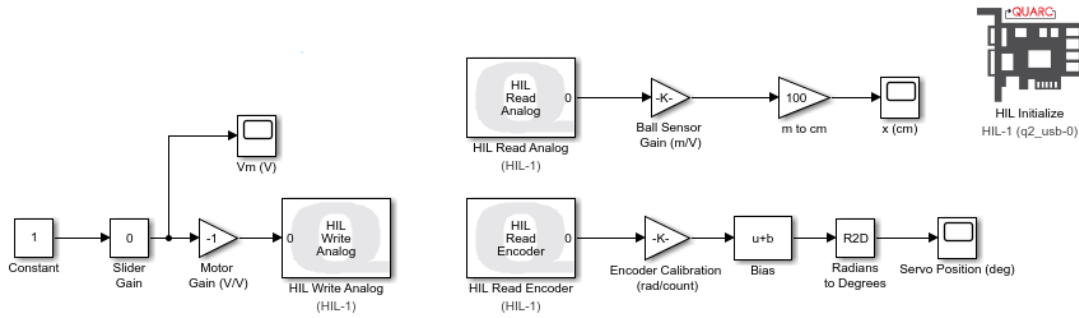 QUARC
HIL Initialize
HIL-1 (q2_usb-0)
HIL
Read
Analog
0
HIL Read Analog
(HIL-1)
-K-
Ball Sensor
Gain (m/V)
100
m to cm
x (cm)
Vm (V)
1
Constant
0
Slider
Gain
-1
Motor
Gain (V/V)
0
HIL
Write
Analog
HIL Write Analog
(HIL-1)
HIL
Read
Encoder
0
HIL Read Encoder
(HIL-1)
-K-
Encoder Calibration
(rad/count)
u+b
Bias
R2D
Radians
to Degrees
Servo Position (deg)